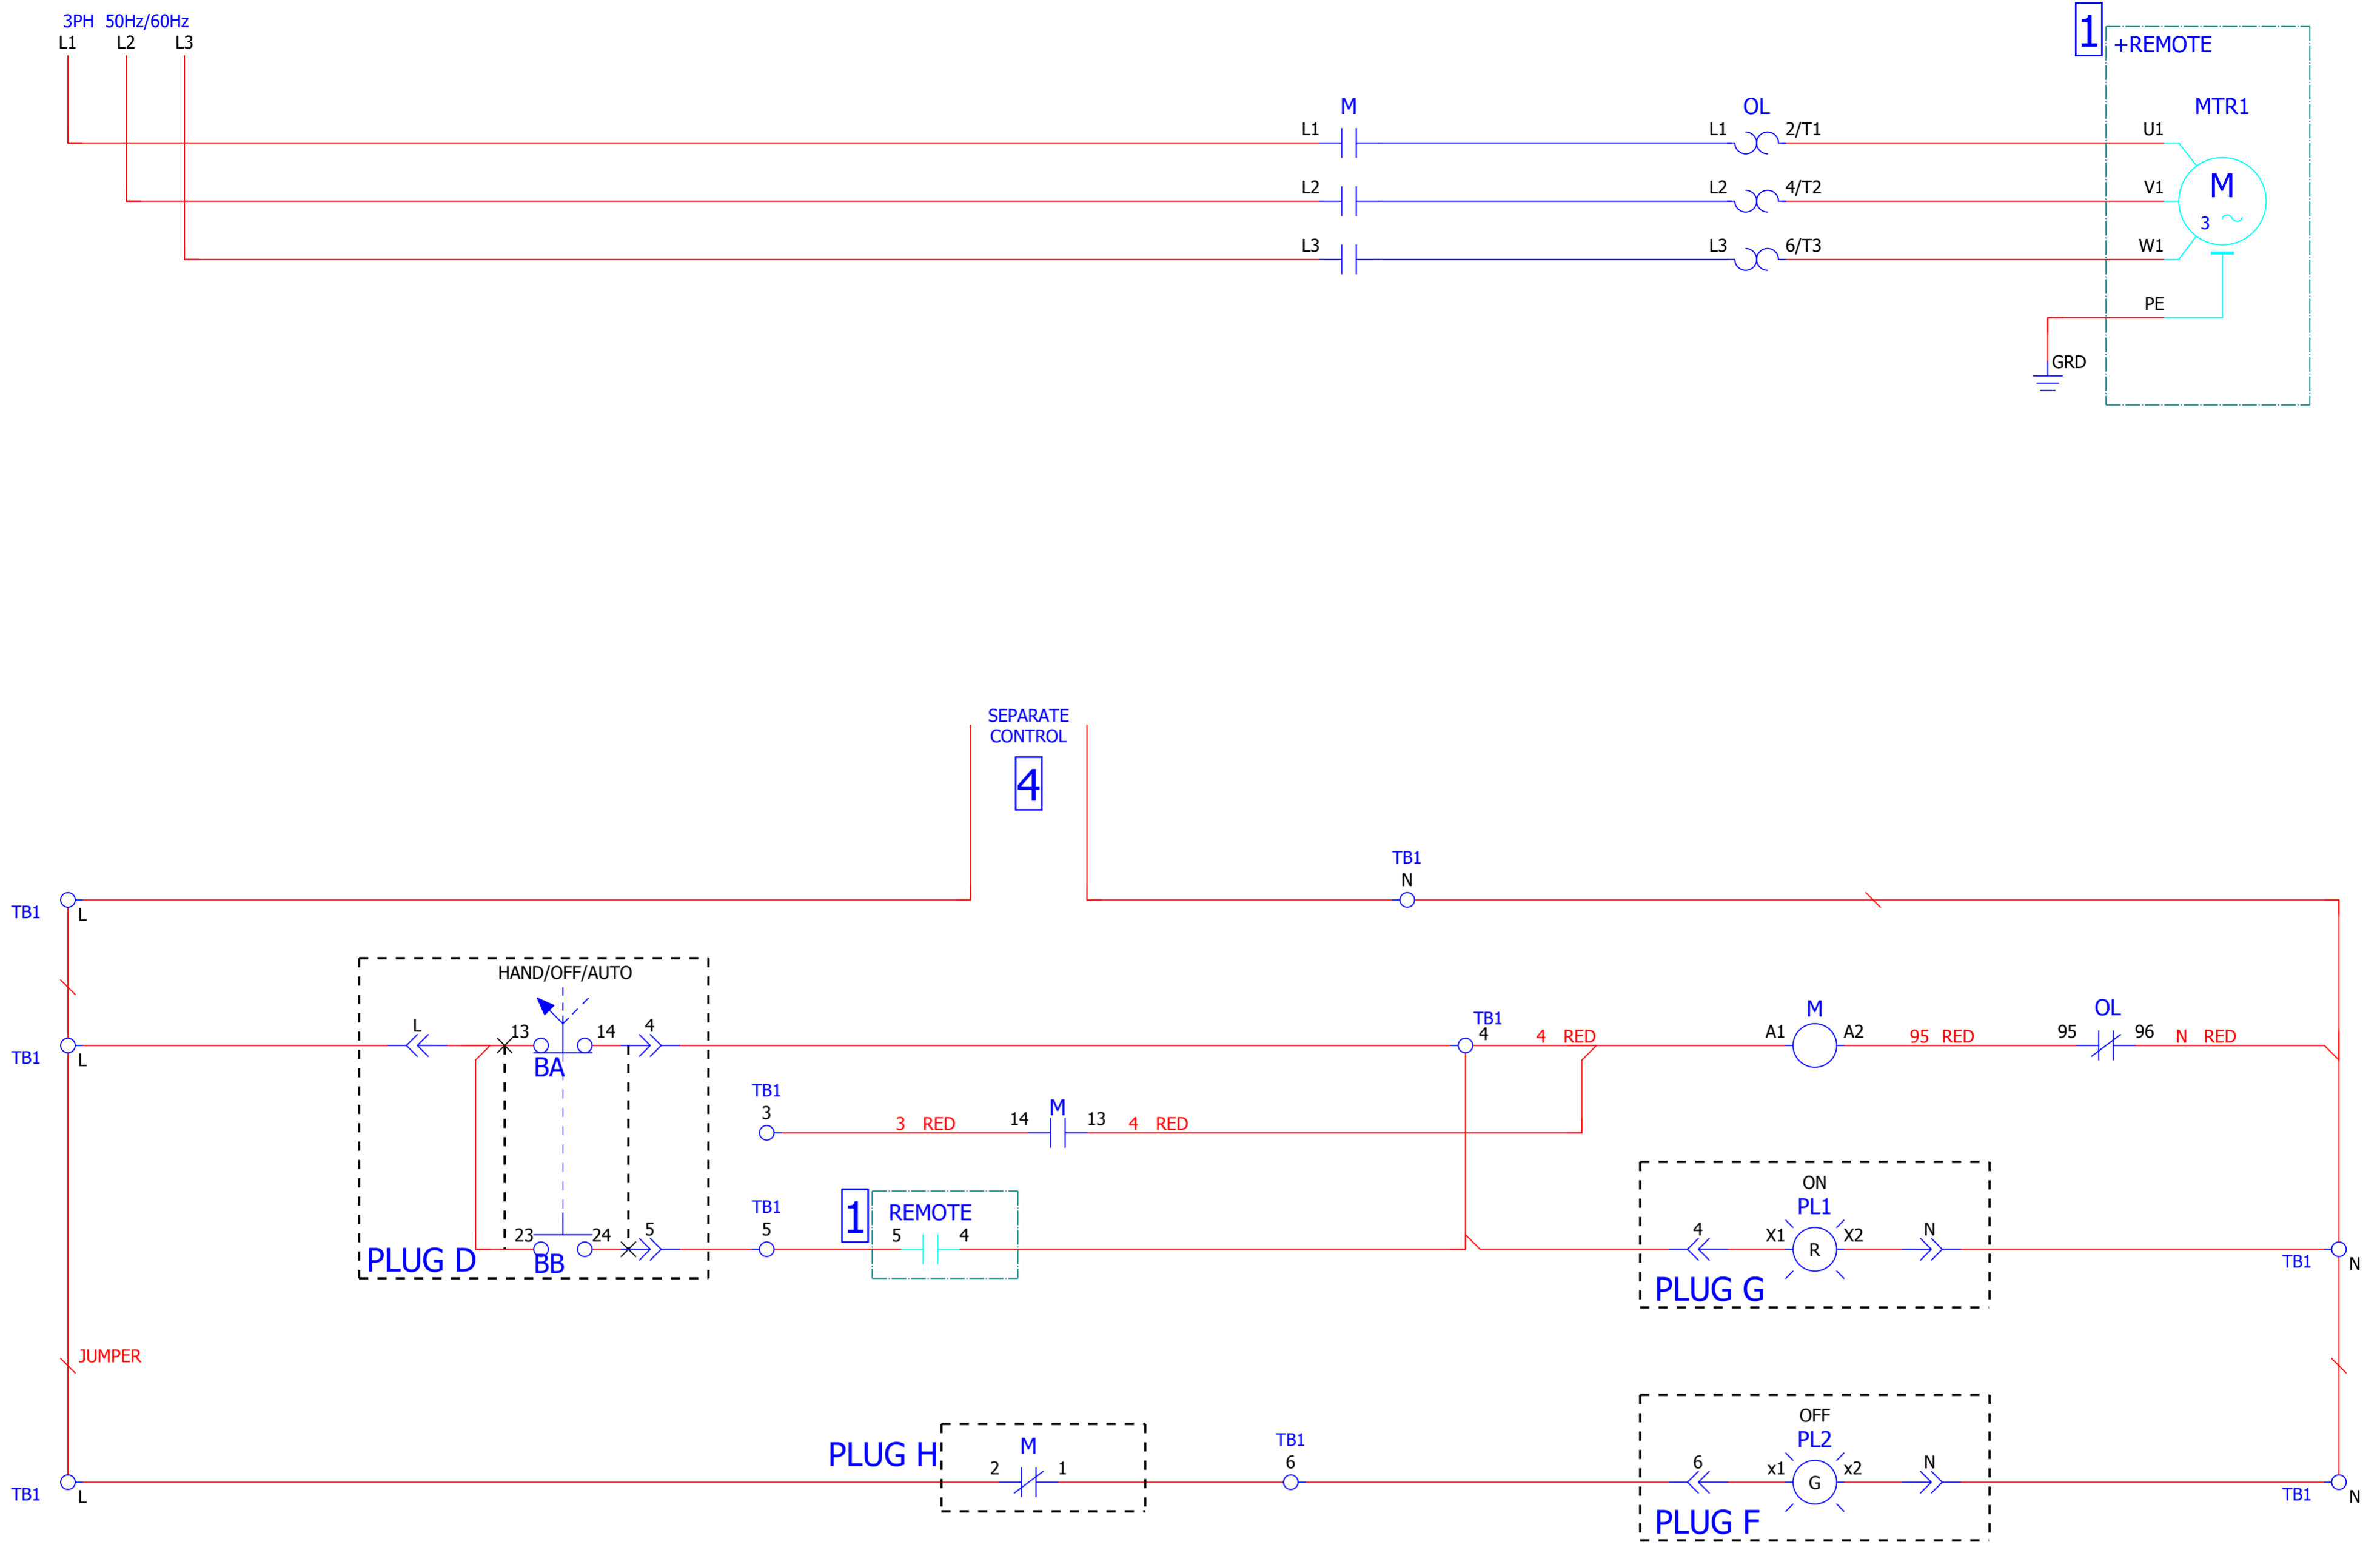 3PH 50Hz/60Hz
L1 L2 L3
1
+REMOTE
M OL MTR1
L1 L1 2/T1 U1
L2 L2 4/T2 V1
M
3
L3 L3 6/T3 W1
PE
GRD
SEPARATE
CONTROL
4
TB1
N
TB1 L
HAND/OFF/AUTO
L 13 14 4
BA
TB1 L
TB1
4
4 RED
M
A1 A2
95 RED
OL
95 96
N RED
TB1
3
3 RED
M
14 13
4 RED
23 24 5
BB
PLUG D
TB1
5
1
REMOTE
5 4
ON
PL1
4 X1 R X2 N
PLUG G
TB1 N
JUMPER
PLUG H
M
2 1
TB1
6
OFF
PL2
6 x1 G x2 N
PLUG F
TB1 L
TB1 N